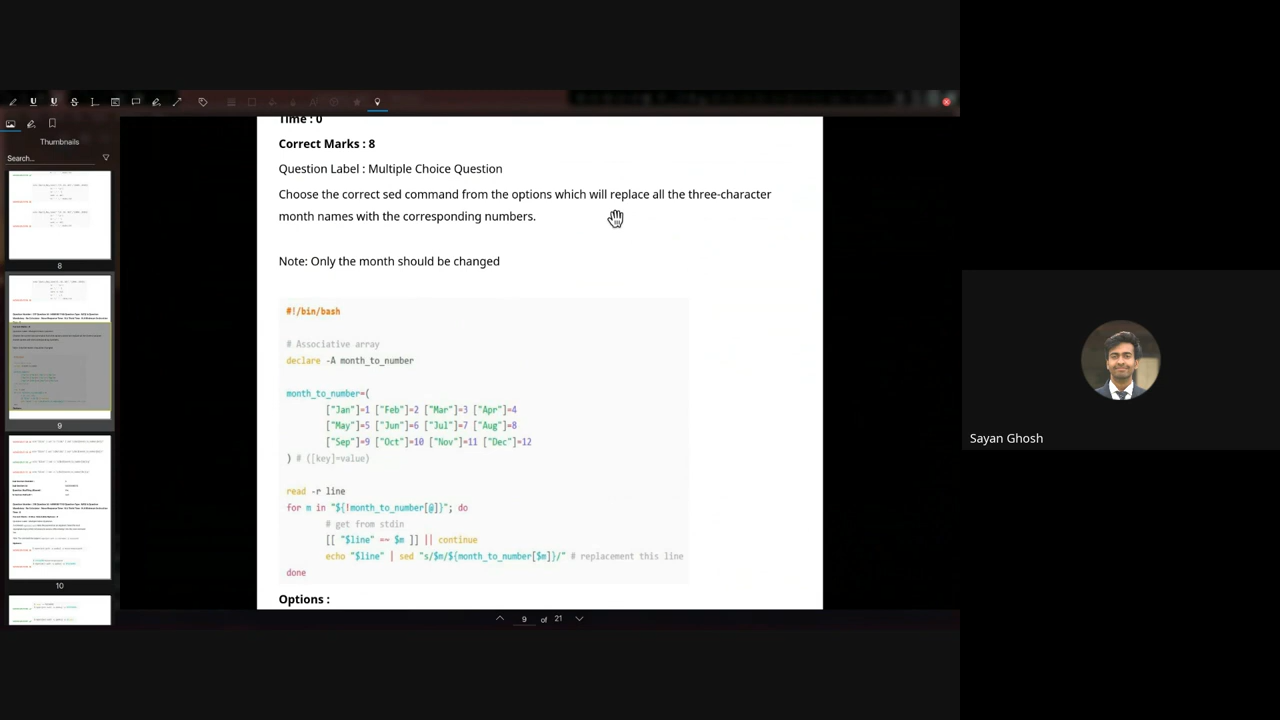 Thumbnails
Search...
8
9
10
Time : 0
Correct Marks : 8
Question Label : Multiple Choice Question
Choose the correct sed command from the options which will replace all the three-character
month names with the corresponding numbers.
Note: Only the month should be changed
#!/bin/bash
# Associative array
declare -A month_to_number
month_to_number=(
["Jan"]=1 ["Feb"]=2 ["Mar"]=3 ["Apr"]=4
["May"]=5 ["Jun"]=6 ["Jul"]=7 ["Aug"]=8
["Sep"]=9 ["Oct"]=10 ["Nov"]=11 ["Dec"]=12
) # ([key]=value)
read -r line
for m in "${!month_to_number[@]}"; do
# get from stdin
[[ "$line" =~ $m ]] || continue
echo "$line" | sed "s/$m/${month_to_number[$m]}/" # replacement this line
done
Options :
9 of 21
Sayan Ghosh